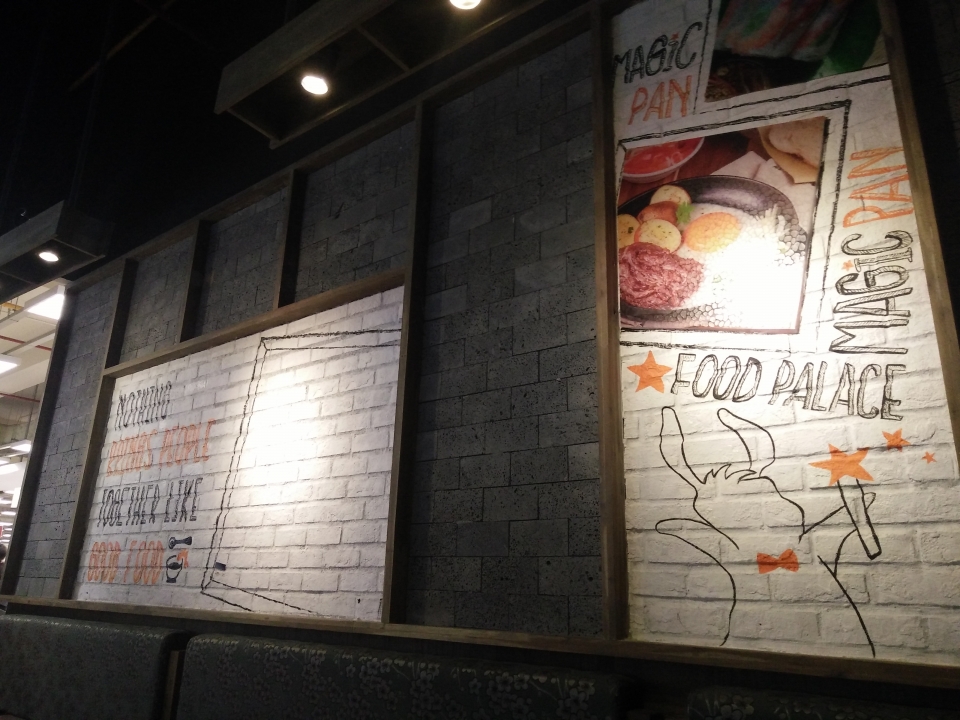 NOTHING
BRINGS PEOPLE
TOGETHER LIKE
GOOD FOOD
MAGIC
PAN
MAGIC PAN
FOOD PALACE